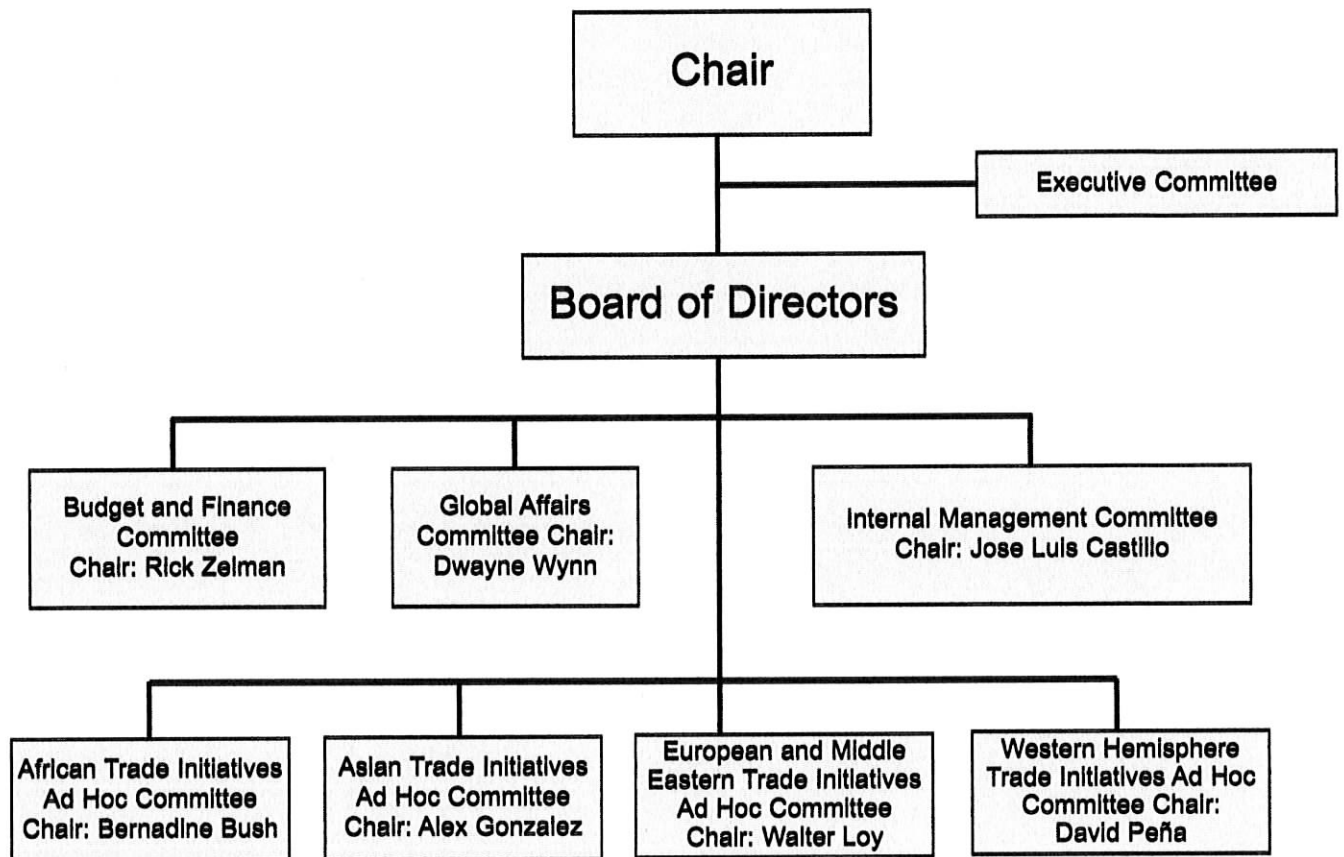 Chair
Executive Committee
Board of Directors
Budget and Finance
Committee
Chair: Rick Zelman
Global Affairs
Committee Chair:
Dwayne Wynn
Internal Management Committee
Chair: Jose Luis Castillo
African Trade Initiatives
Ad Hoc Committee
Chair: Bernadine Bush
Asian Trade Initiatives
Ad Hoc Committee
Chair: Alex Gonzalez
European and Middle
Eastern Trade Initiatives
Ad Hoc Committee
Chair: Walter Loy
Western Hemisphere
Trade Initiatives Ad Hoc
Committee Chair:
David Peña